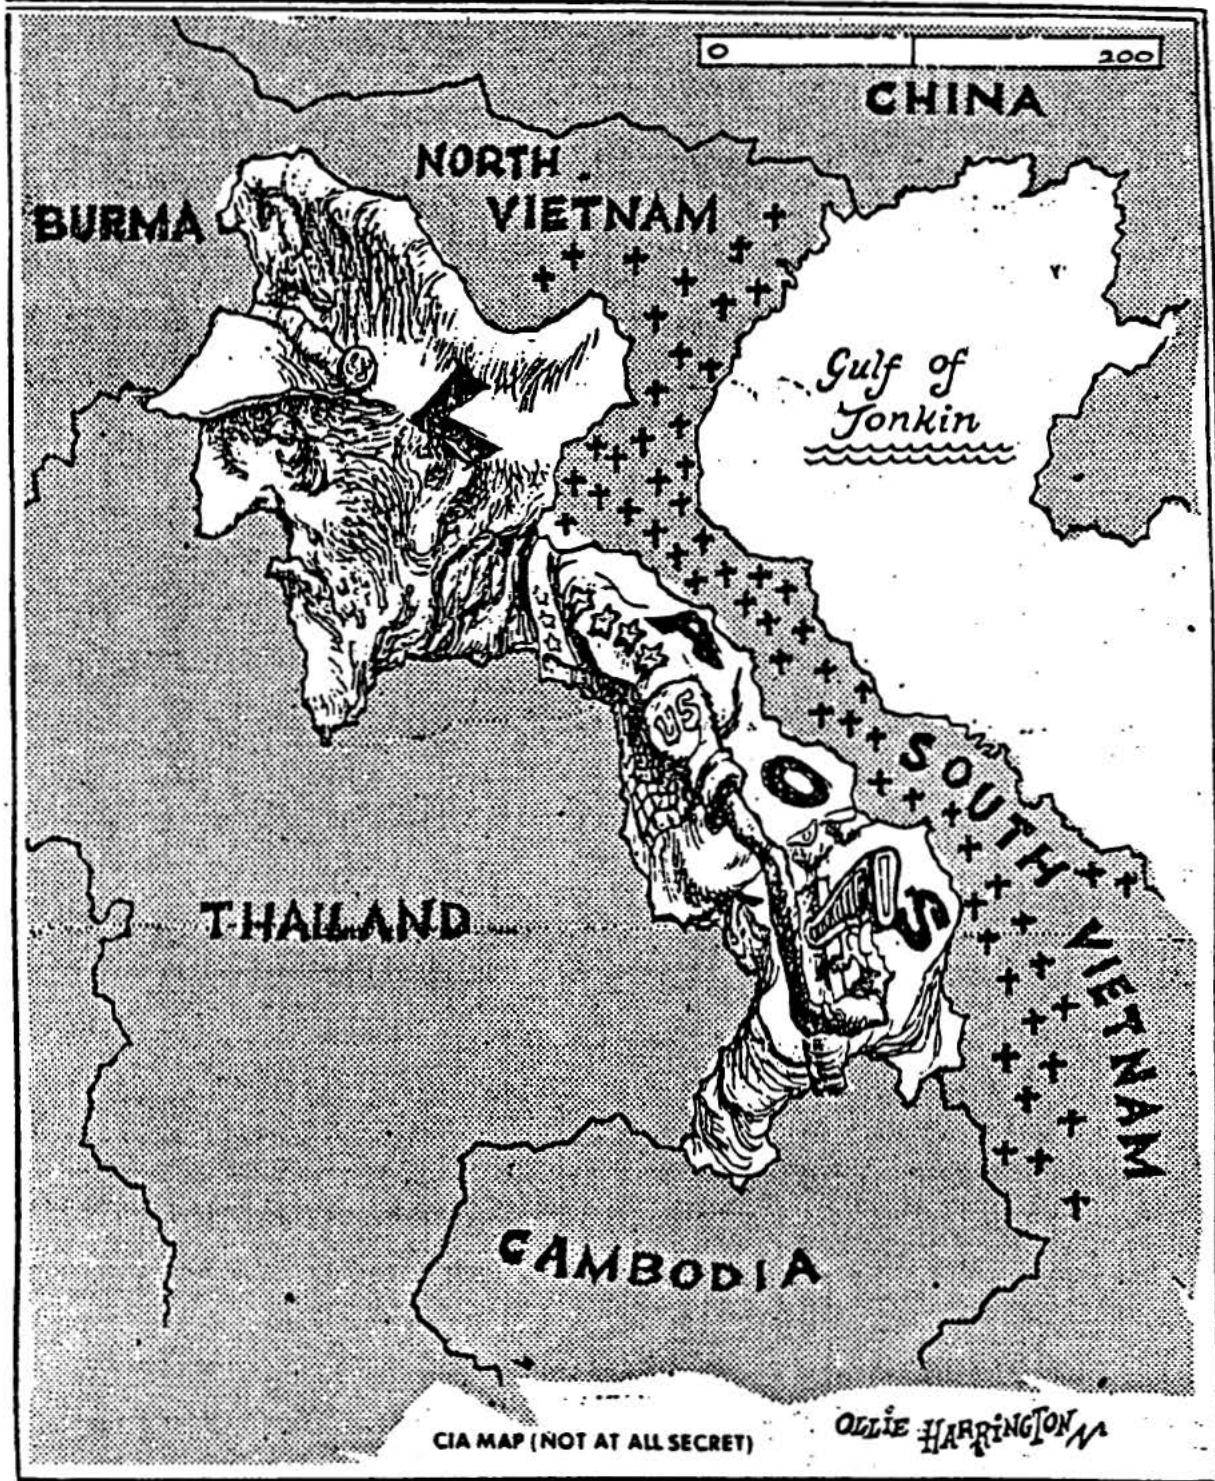 0 200
CHINA
NORTH
VIETNAM
BURMA
Gulf of
Tonkin
LAOS
US
SOUTH VIETNAM
THAILAND
CAMBODIA
CIA MAP (NOT AT ALL SECRET)
OLLIE HARRINGTON